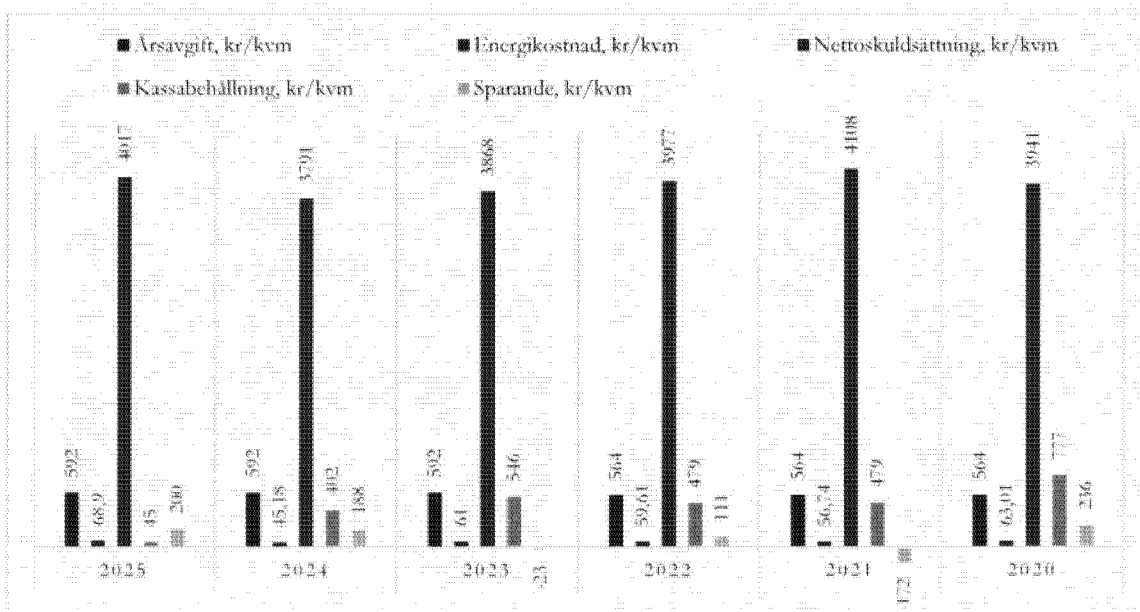 Årsavgift, kr/kvm Energikostnad, kr/kvm Nettoskuldsättning, kr/kvm
Kassabehållning, kr/kvm Sparande, kr/kvm
592 68,9 4017 45 200
592 45,18 3791 402 188
592 61 3868 546 -23
564 59,61 3977 479 111
564 56,74 4108 479 -172
564 63,01 3941 777 236
2025 2024 2023 2022 2021 2020